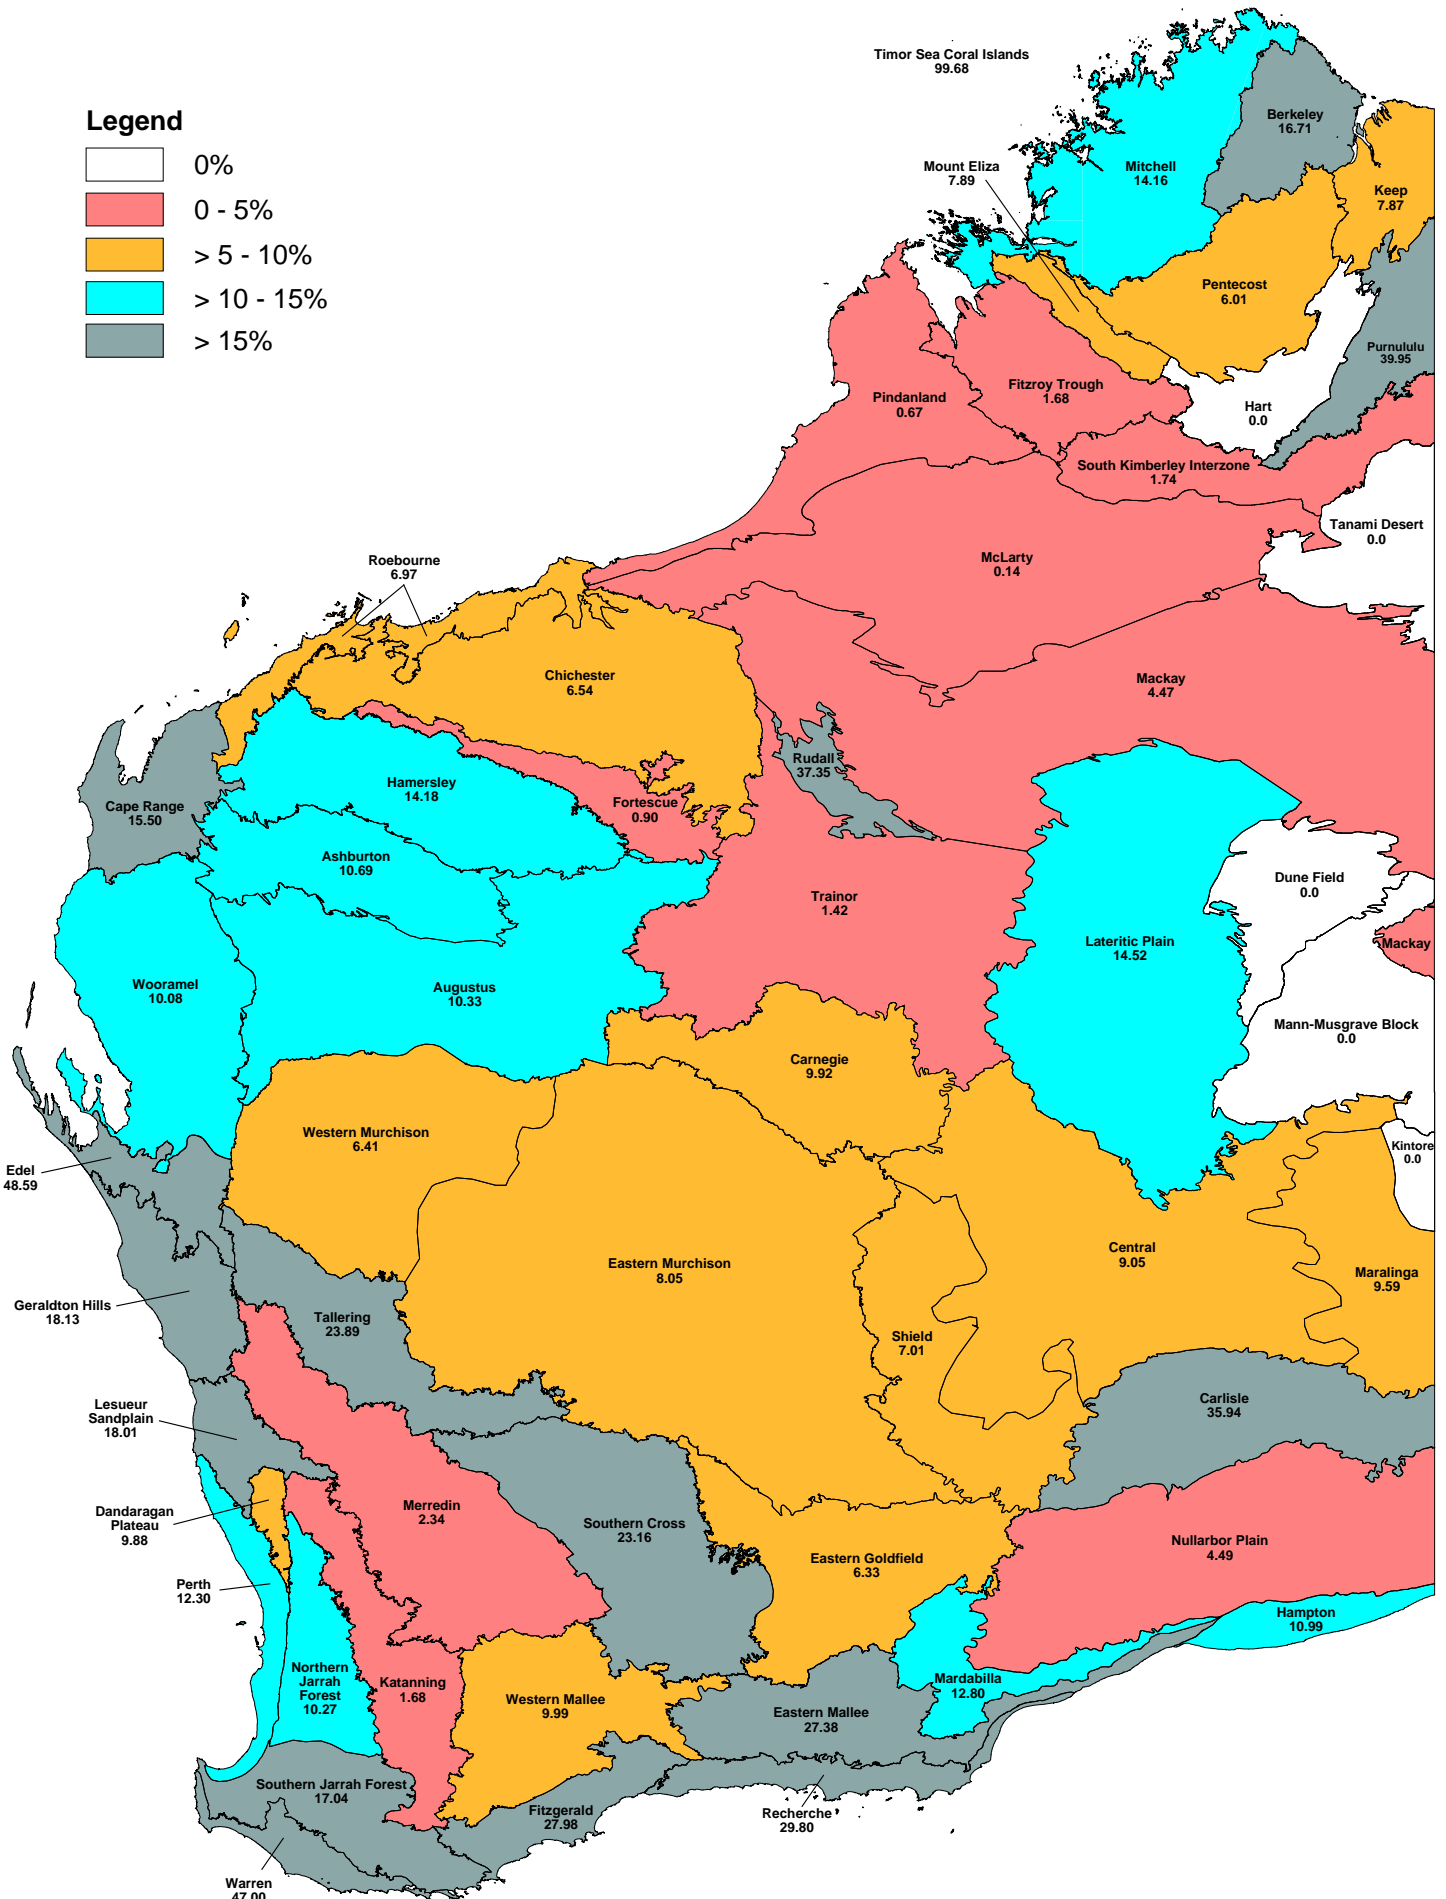 Timor Sea Coral Islands
99.68
Legend
0%
0 - 5%
> 5 - 10%
> 10 - 15%
> 15%
Berkeley
16.71
Mount Eliza
7.89
Mitchell
14.16
Keep
7.87
Pentecost
6.01
Purnululu
39.95
Pindanland
0.67
Fitzroy Trough
1.68
Hart
0.0
South Kimberley Interzone
1.74
Tanami Desert
0.0
Roebourne
6.97
McLarty
0.14
Chichester
6.54
Mackay
4.47
Rudall
37.35
Hamersley
14.18
Fortescue
0.90
Cape Range
15.50
Ashburton
10.69
Dune Field
0.0
Trainor
1.42
Lateritic Plain
14.52
Mackay
Wooramel
10.08
Augustus
10.33
Mann-Musgrave Block
0.0
Carnegie
9.92
Western Murchison
6.41
Kintore
0.0
Edel
48.59
Eastern Murchison
8.05
Central
9.05
Maralinga
9.59
Geraldton Hills
18.13
Tallering
23.89
Shield
7.01
Carlisle
35.94
Lesueur
Sandplain
18.01
Dandaragan
Plateau
9.88
Merredin
2.34
Southern Cross
23.16
Eastern Goldfield
6.33
Nullarbor Plain
4.49
Perth
12.30
Hampton
10.99
Northern
Jarrah
Forest
10.27
Katanning
1.68
Western Mallee
9.99
Mardabilla
12.80
Eastern Mallee
27.38
Southern Jarrah Forest
17.04
Fitzgerald
27.98
Recherche
29.80
Warren
47.00